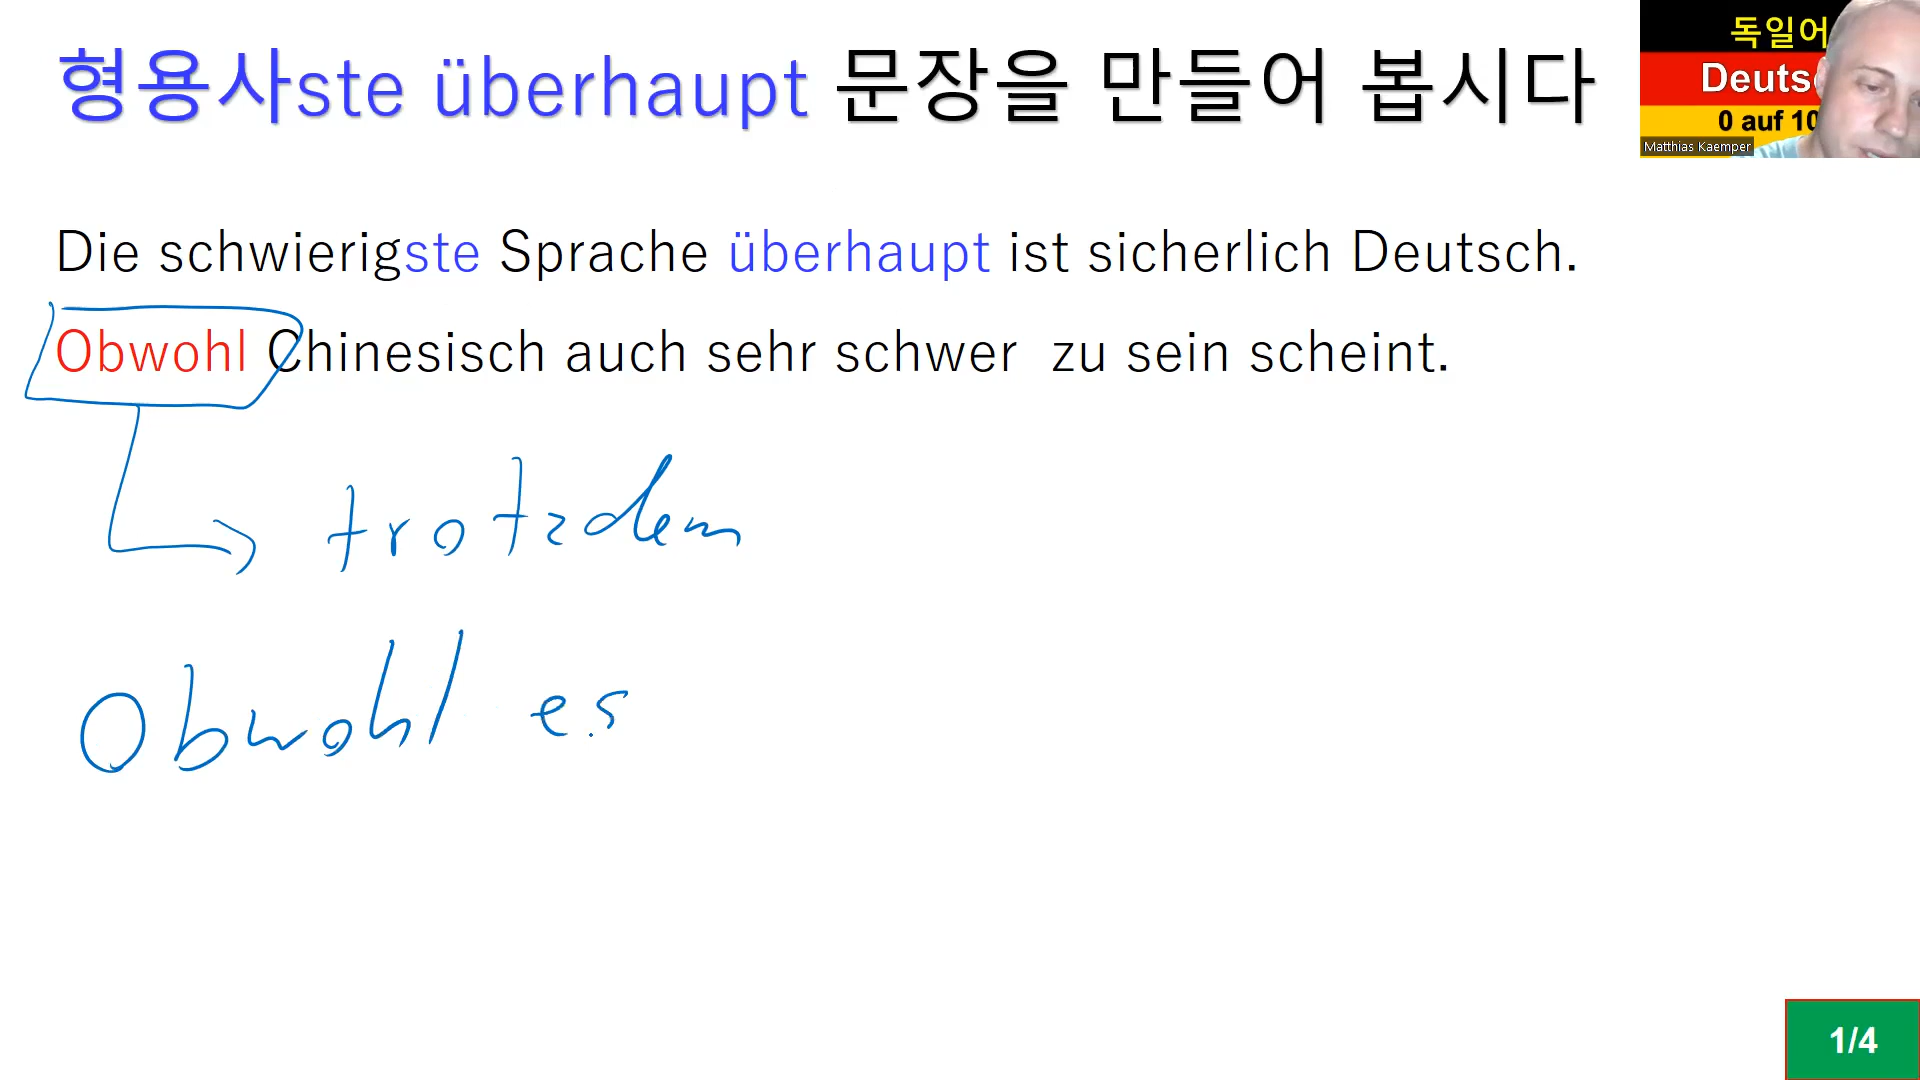 형용사ste überhaupt 문장을 만들어 봅시다
독일어
Deuts
0 auf 10
Matthias Kaemper
Die schwierigste Sprache überhaupt ist sicherlich Deutsch.
Obwohl Chinesisch auch sehr schwer zu sein scheint.
trotzdem
Obwohl es
1/4